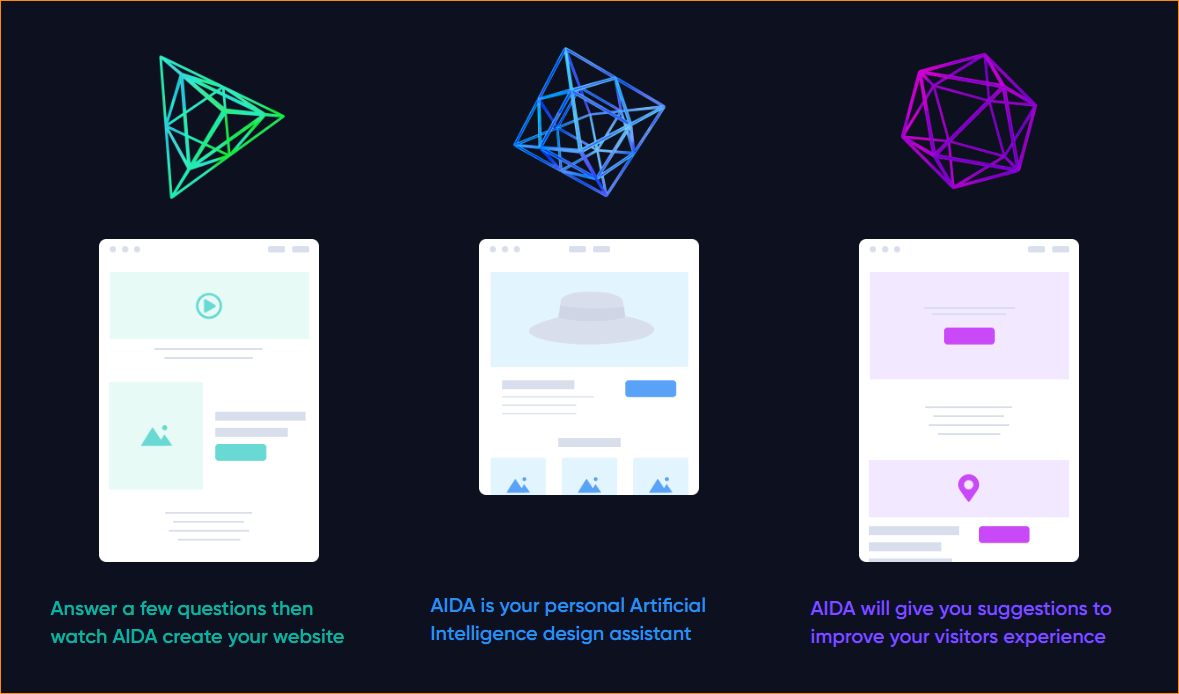 Answer a few questions then
watch AIDA create your website
AIDA is your personal Artificial
Intelligence design assistant
AIDA will give you suggestions to
improve your visitors experience